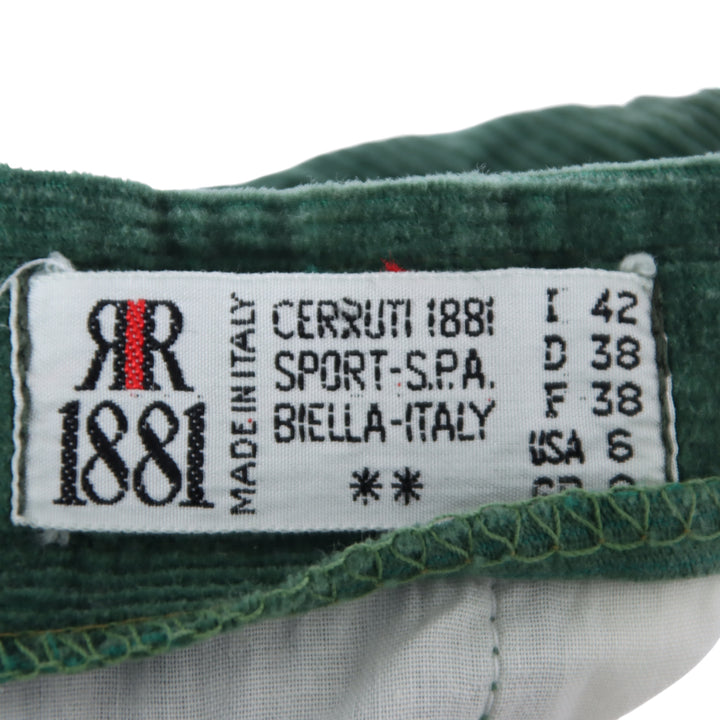 RR
1881
MADE IN ITALY
CERRUTI 1881
SPORT-S.P.A.
BIELLA-ITALY
**
I 42
D 38
F 38
USA 6